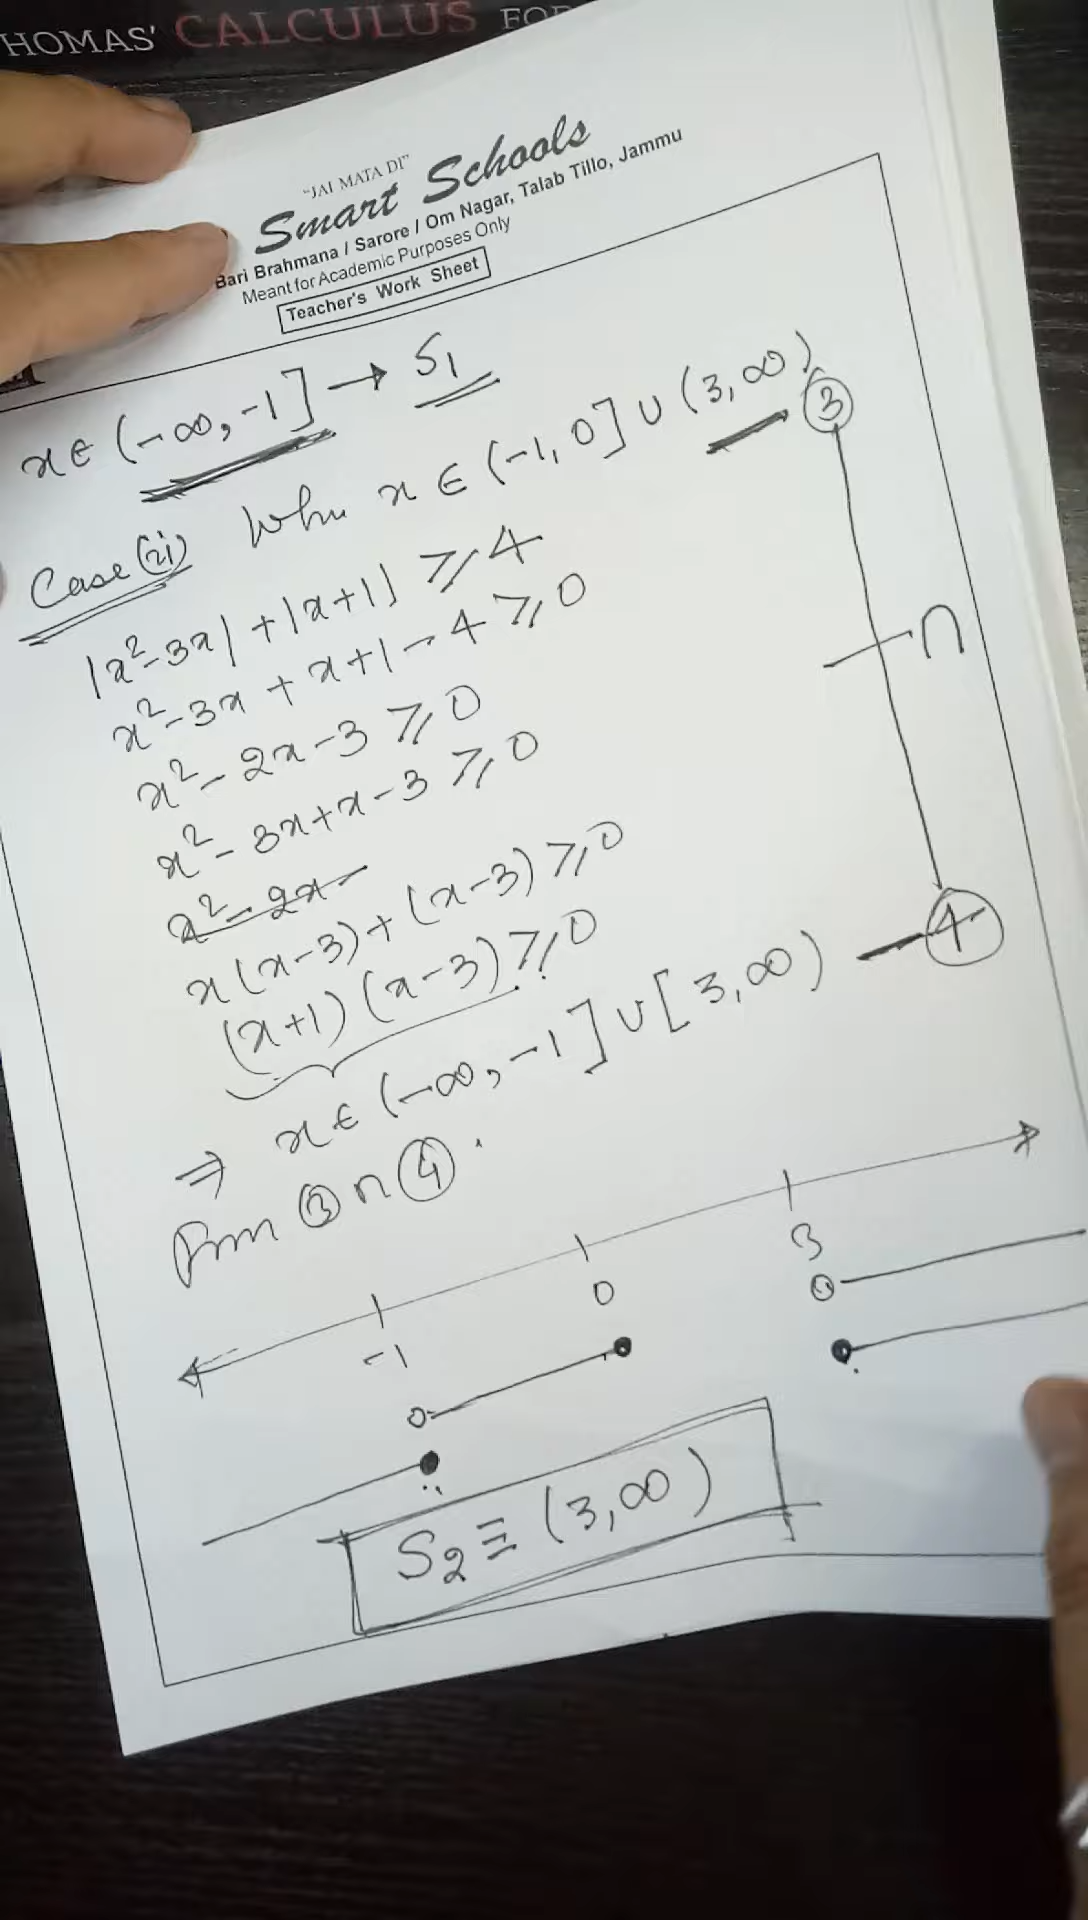 HOMAS' CALCULUS FOR
"JAI MATA DI"
Smart Schools
Bari Brahmana / Sarore / Om Nagar, Talab Tillo, Jammu
Meant for Academic Purposes Only
Teacher's Work Sheet
x ∈ (-∞, -1] → S₁
Case (ii) When x ∈ (-1, 0] ∪ (3, ∞) — ③
|x² - 3x| + |x+1| ≥ 4
x² - 3x + x + 1 - 4 ≥ 0
∩
x² - 2x - 3 ≥ 0
x² - 3x + x - 3 ≥ 0
x² - 2x -
x(x-3) + (x-3) ≥ 0
(x+1) (x-3) ≥ 0
⇒ x ∈ (-∞, -1] ∪ [3, ∞) — ④
From ③ ∩ ④
-1 0 3
S₂ ≡ (3, ∞)